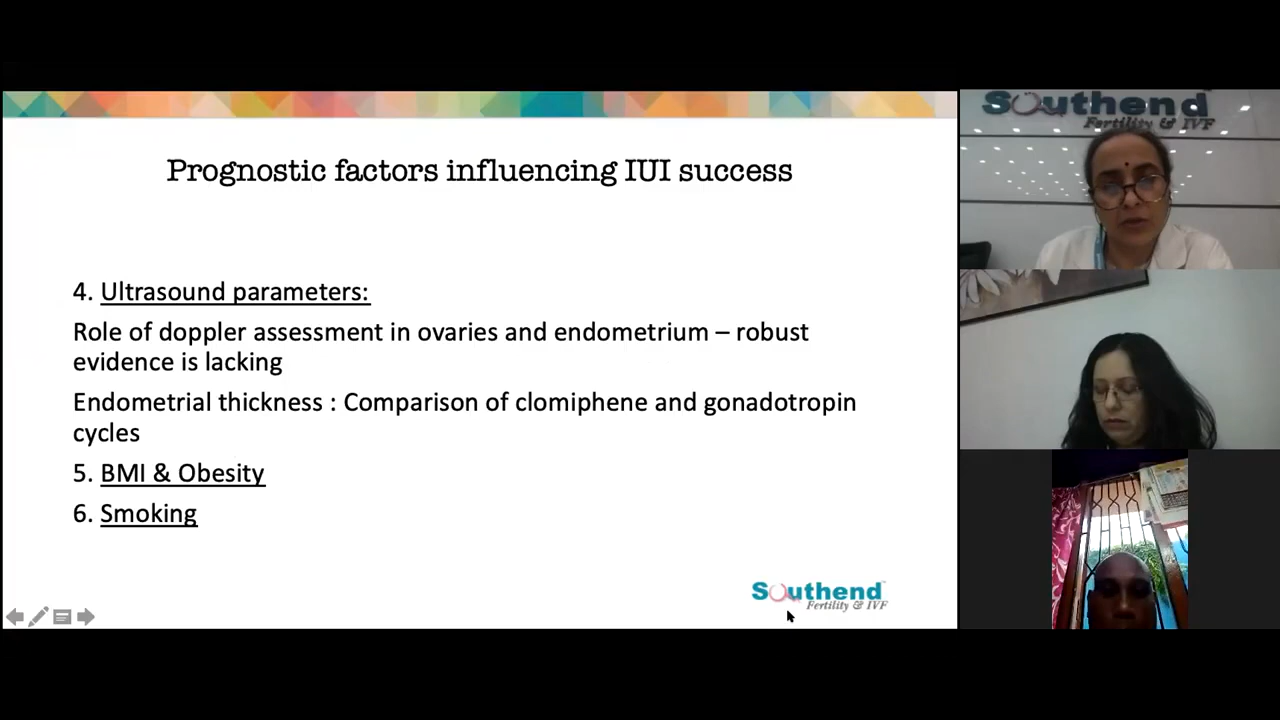 Prognostic factors influencing IUI success
4. Ultrasound parameters:
Role of doppler assessment in ovaries and endometrium – robust
evidence is lacking
Endometrial thickness : Comparison of clomiphene and gonadotropin
cycles
5. BMI & Obesity
6. Smoking
Southend
Fertility & IVF
Southend
Fertility & IVF